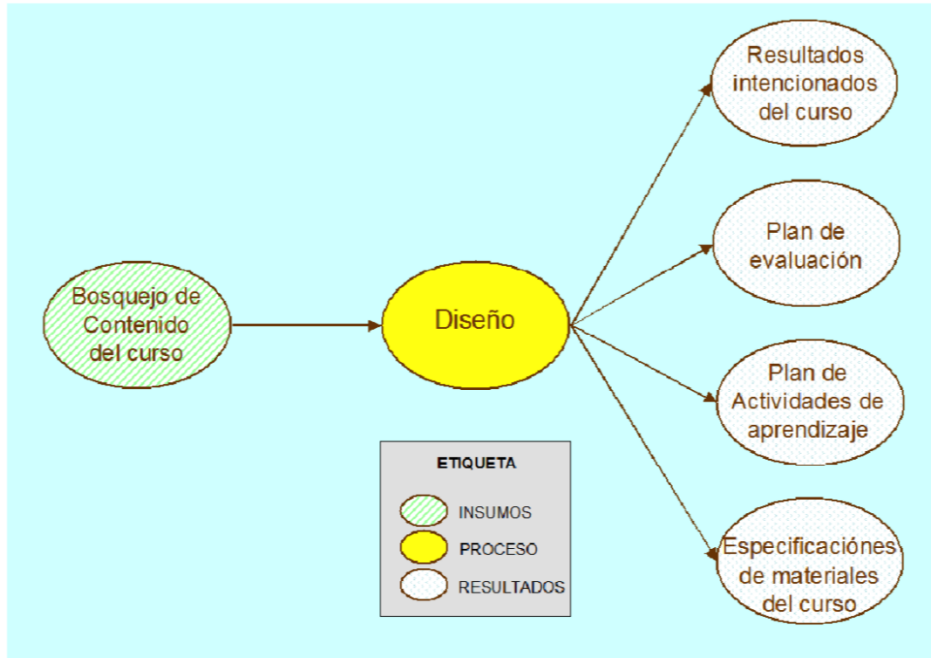 Bosquejo de
Contenido
del curso
Diseño
Resultados
intencionados
del curso
Plan de
evaluación
Plan de
Actividades de
aprendizaje
Especificaciónes
de materiales
del curso
ETIQUETA
INSUMOS
PROCESO
RESULTADOS